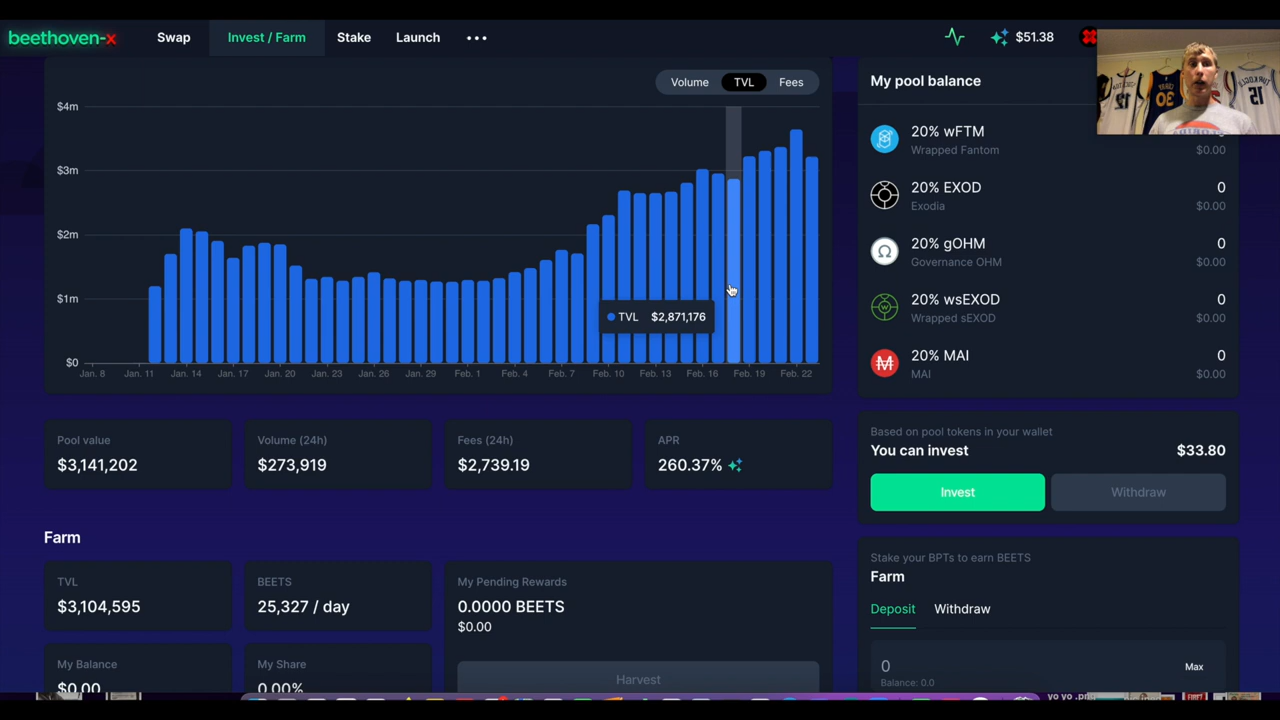 beethoven-x
Swap
Invest / Farm
Stake
Launch
$51.38
Volume
TVL
Fees
$4m
$3m
$2m
$1m
$0
TVL $2,871,176
Jan. 8
Jan. 11
Jan. 14
Jan. 17
Jan. 20
Jan. 23
Jan. 26
Jan. 29
Feb. 1
Feb. 4
Feb. 7
Feb. 10
Feb. 13
Feb. 16
Feb. 19
Feb. 22
My pool balance
20% wFTM
Wrapped Fantom
$0.00
20% EXOD
0
Exodia
$0.00
20% gOHM
0
Governance OHM
$0.00
20% wsEXOD
0
Wrapped sEXOD
$0.00
20% MAI
0
MAI
$0.00
Pool value
$3,141,202
Volume (24h)
$273,919
Fees (24h)
$2,739.19
APR
260.37%
Based on pool tokens in your wallet
You can invest
$33.80
Invest
Withdraw
Farm
TVL
$3,104,595
BEETS
25,327 / day
My Pending Rewards
0.0000 BEETS
$0.00
My Balance
$0.00
My Share
0.00%
Harvest
Stake your BPTs to earn BEETS
Farm
Deposit
Withdraw
0
Balance: 0.0
Max
12
30
15